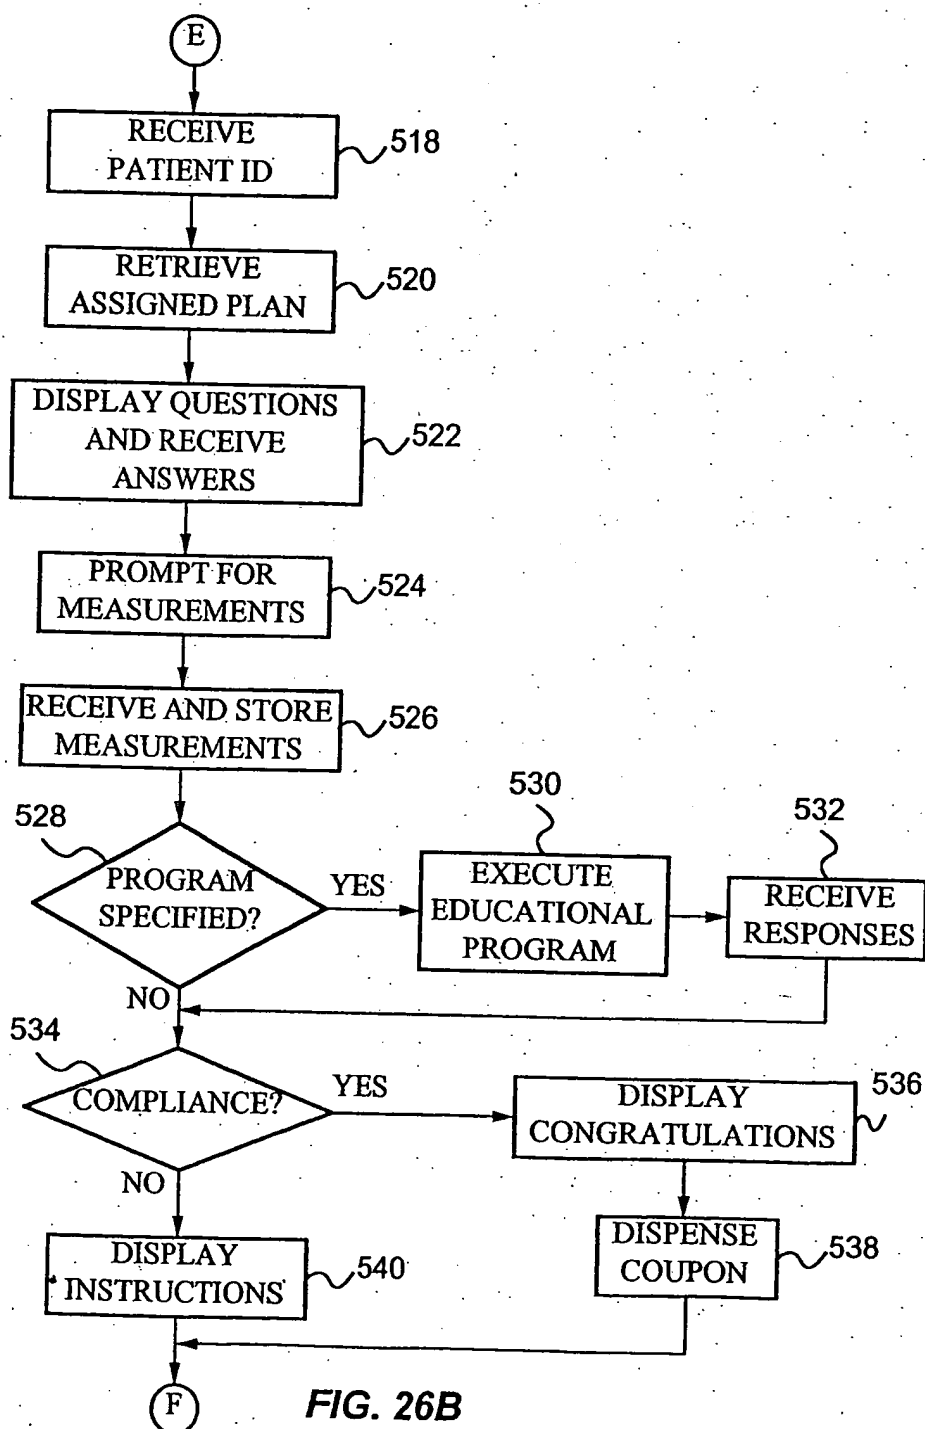 E
RECEIVE
PATIENT ID
518
RETRIEVE
ASSIGNED PLAN
520
DISPLAY QUESTIONS
AND RECEIVE
ANSWERS
522
PROMPT FOR
MEASUREMENTS
524
RECEIVE AND STORE
MEASUREMENTS
526
528
PROGRAM
SPECIFIED?
YES
530
EXECUTE
EDUCATIONAL
PROGRAM
532
RECEIVE
RESPONSES
NO
534
COMPLIANCE?
YES
DISPLAY
CONGRATULATIONS
536
DISPENSE
COUPON
538
NO
DISPLAY
INSTRUCTIONS
540
F
FIG. 26B